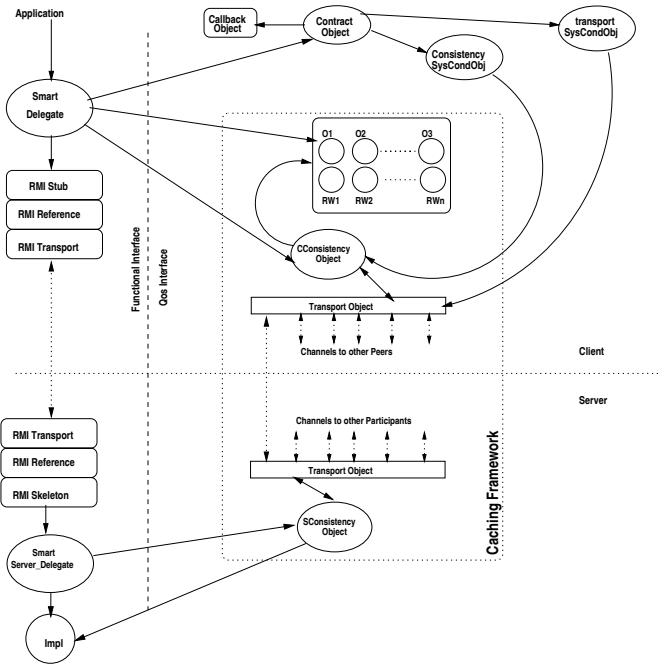 Application
Callback
Object
Contract
Object
transport
SysCondObj
Consistency
SysCondObj
Smart
Delegate
O1 O2 O3
RW1 RW2 RWn
RMI Stub
RMI Reference
RMI Transport
Functional Interface
Qos Interface
CConsistency
Object
Transport Object
Channels to other Peers
Client
Server
Channels to other Participants
RMI Transport
RMI Reference
RMI Skeleton
Transport Object
Caching Framework
SConsistency
Object
Smart
Server_Delegate
Impl